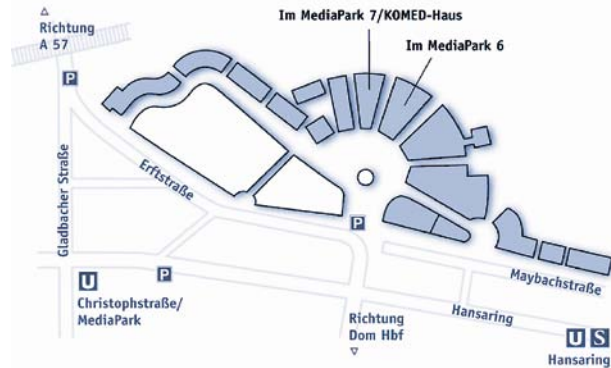 Richtung
A 57
Im MediaPark 7/KOMED-Haus
Im MediaPark 6
P
Gladbacher Straße
Erftstraße
P
P
U
Christophstraße/
MediaPark
Richtung
Dom Hbf
Maybachstraße
Hansaring
U S
Hansaring